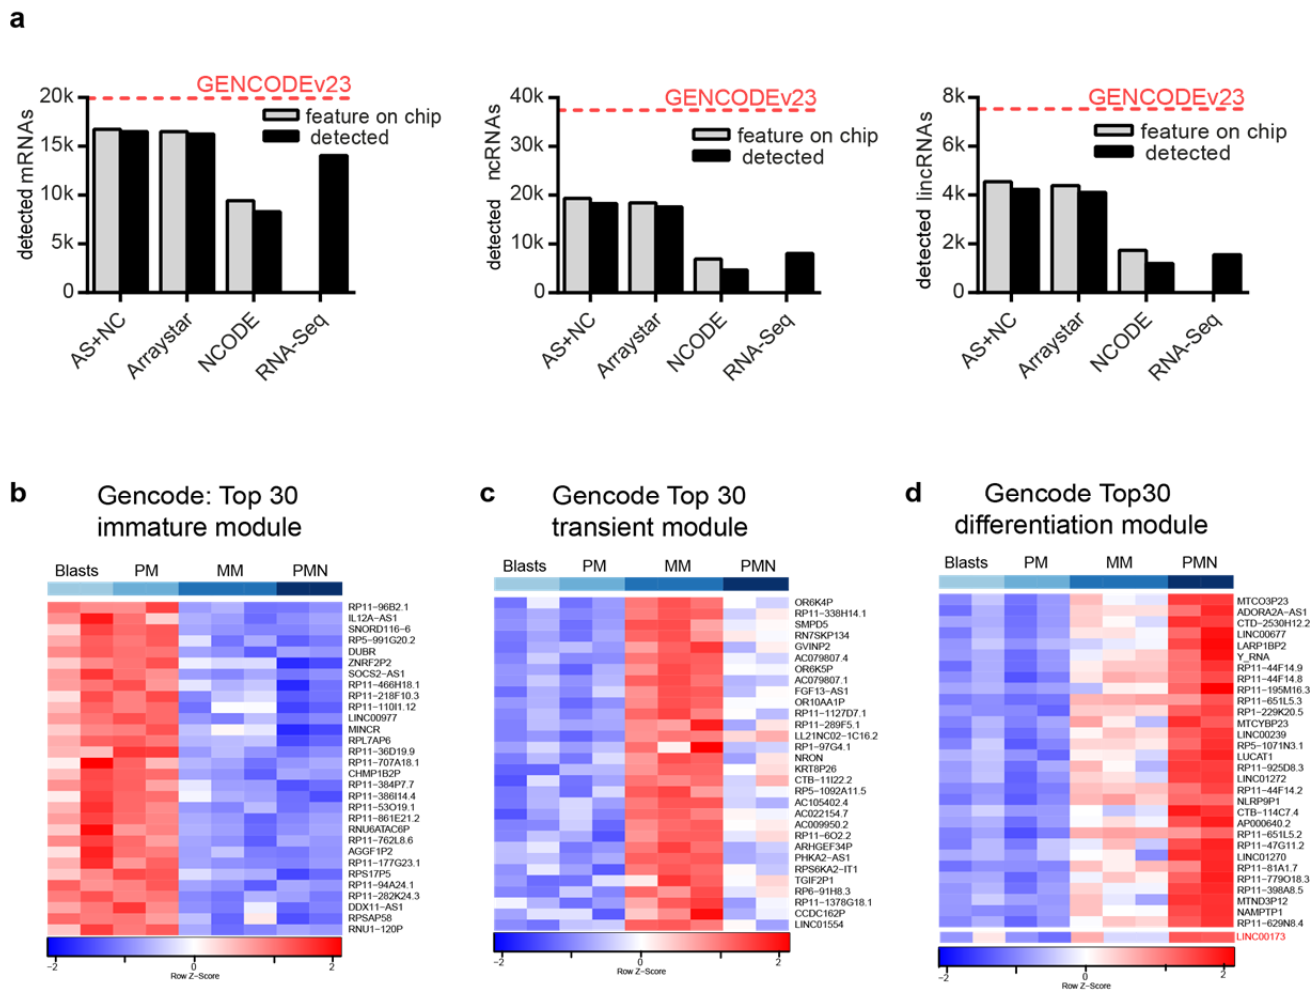 a
GENCODEv23
20k
15k
10k
5k
0
detected mRNAs
feature on chip
detected
AS+NC
Arraystar
NCODE
RNA-Seq
GENCODEv23
40k
30k
20k
10k
0
detected ncRNAs
feature on chip
detected
AS+NC
Arraystar
NCODE
RNA-Seq
GENCODEv23
8k
6k
4k
2k
0
detected lincRNAs
feature on chip
detected
AS+NC
Arraystar
NCODE
RNA-Seq
b
Gencode: Top 30
immature module
Blasts PM MM PMN
RP11-96B2.1
IL12A-AS1
SNORD116-6
RP5-991G20.2
DUBR
ZNRF2P2
SOCS2-AS1
RP11-466H18.1
RP11-218F10.3
RP11-110I1.12
LINC00977
MINCR
RPL7AP6
RP11-36D19.9
RP11-707A18.1
CHMP1B2P
RP11-384P7.7
RP11-386I14.4
RP11-53O19.1
RP11-861E21.2
RNU6ATAC6P
RP11-762L8.6
AGGF1P2
RP11-177G23.1
RPS17P5
RP11-94A24.1
RP11-282K24.3
DDX11-AS1
RPSAP58
RNU1-120P
-2 0 2
Row Z-Score
c
Gencode Top 30
transient module
Blasts PM MM PMN
OR6K4P
RP11-338H14.1
SMPD5
RN7SKP134
GVINP2
AC079807.4
OR6K5P
AC079807.1
FGF13-AS1
OR10AA1P
RP11-1127D7.1
RP11-289F5.1
LL21NC02-1C16.2
RP1-97G4.1
NRON
KRT8P26
CTB-11I22.2
RP5-1092A11.5
AC105402.4
AC022154.7
AC009950.2
RP11-6O2.2
ARHGEF34P
PHKA2-AS1
RPS6KA2-IT1
TGIF2P1
RP6-91H8.3
RP11-1378G18.1
CCDC162P
LINC01554
-2 0 2
Row Z-Score
d
Gencode Top30
differentiation module
Blasts PM MM PMN
MTCO3P23
ADORA2A-AS1
CTD-2530H12.2
LINC00677
LARP1BP2
Y_RNA
RP11-44F14.9
RP11-44F14.8
RP11-195M16.3
RP11-651L5.3
RP1-229K20.5
MTCYBP23
LINC00239
RP5-1071N3.1
LUCAT1
RP11-925D8.3
LINC01272
RP11-44F14.2
NLRP9P1
CTB-114C7.4
AP000640.2
RP11-651L5.2
RP11-47G11.2
LINC01270
RP11-81A1.7
RP11-779O18.3
RP11-398A8.5
MTND3P12
NAMPTP1
RP11-629N8.4
LINC00173
-2 0 2
Row Z-Score